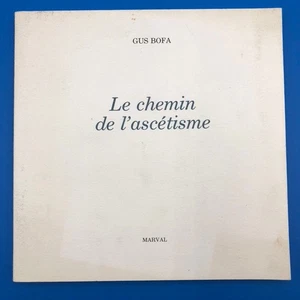 GUS BOFA
Le chemin
de l'ascétisme
MARVAL